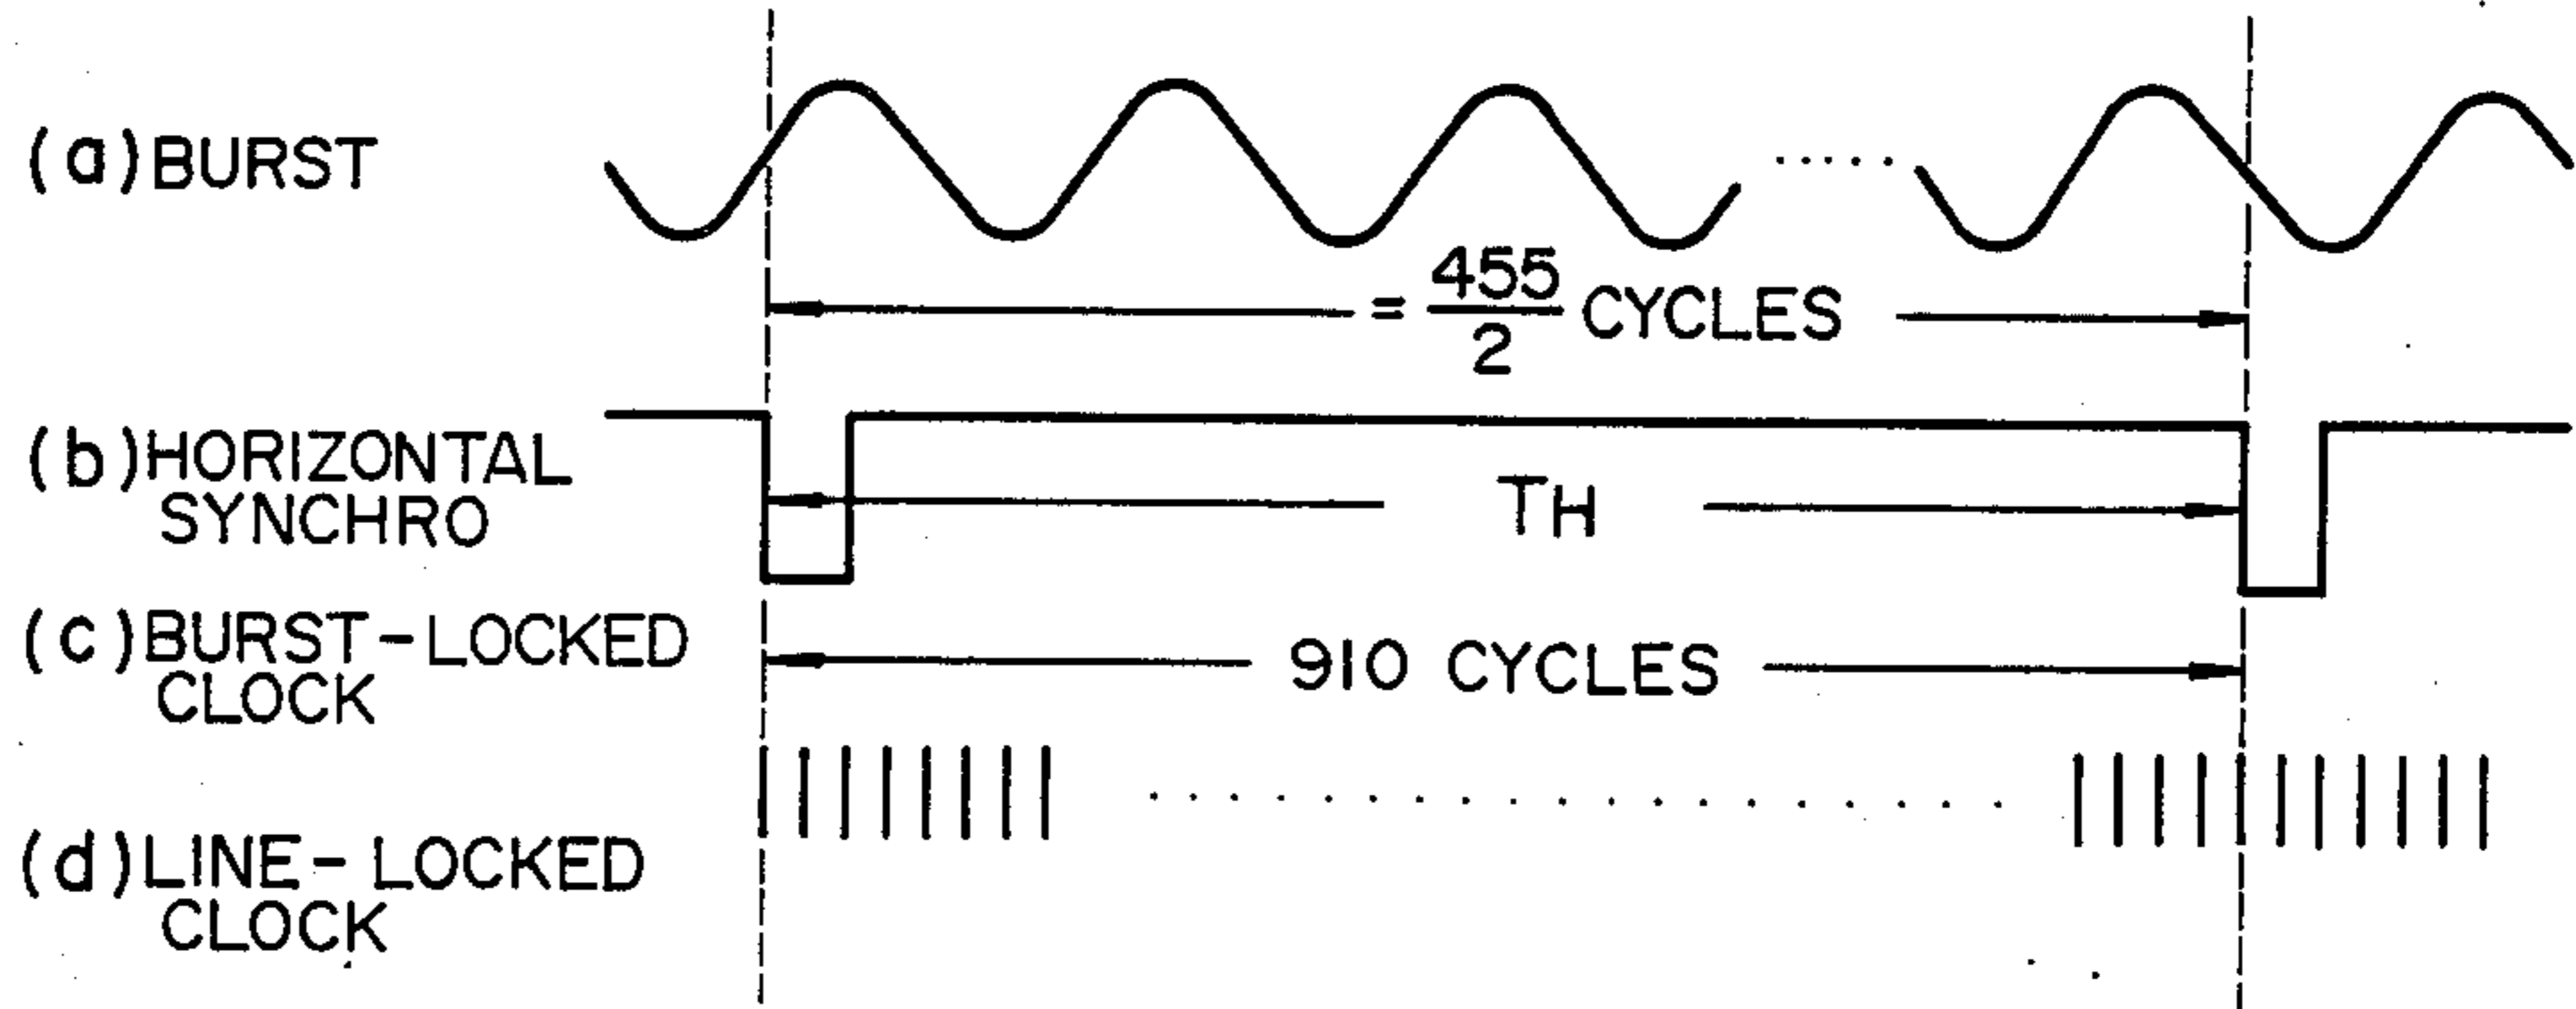 (a) BURST
= 455/2 CYCLES
(b) HORIZONTAL
SYNCHRO
TH
(c) BURST-LOCKED
CLOCK
910 CYCLES
(d) LINE-LOCKED
CLOCK